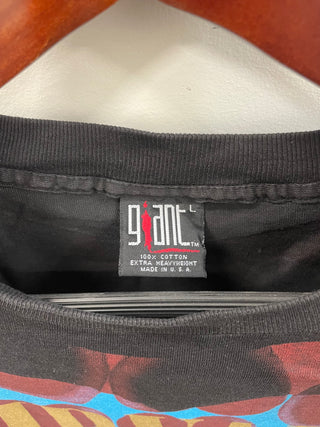 giant L
TM
100% COTTON
EXTRA HEAVYWEIGHT
MADE IN U.S.A.